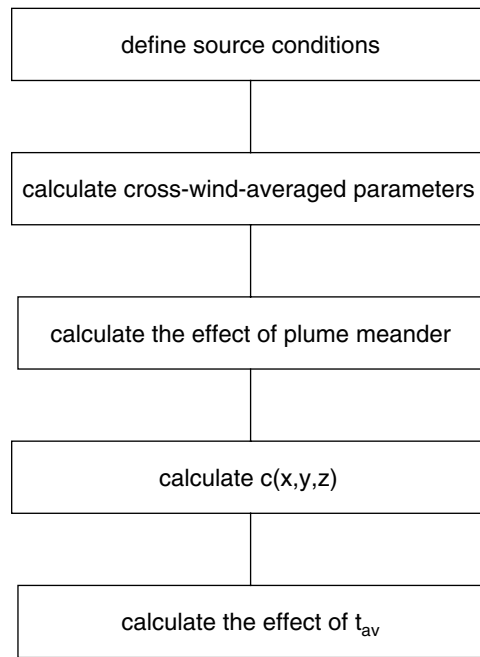 define source conditions
calculate cross-wind-averaged parameters
calculate the effect of plume meander
calculate c(x,y,z)
calculate the effect of t_av